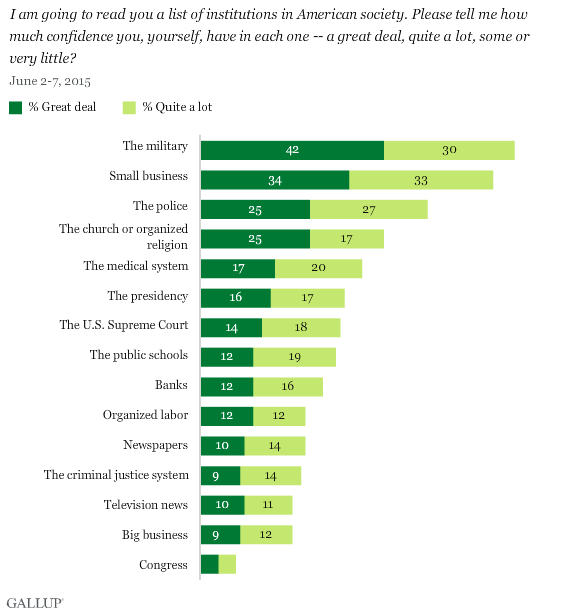 I am going to read you a list of institutions in American society. Please tell me how
much confidence you, yourself, have in each one -- a great deal, quite a lot, some or
very little?
June 2-7, 2015
% Great deal % Quite a lot
The military 42 30
Small business 34 33
The police 25 27
The church or organized
religion 25 17
The medical system 17 20
The presidency 16 17
The U.S. Supreme Court 14 18
The public schools 12 19
Banks 12 16
Organized labor 12 12
Newspapers 10 14
The criminal justice system 9 14
Television news 10 11
Big business 9 12
Congress
GALLUP